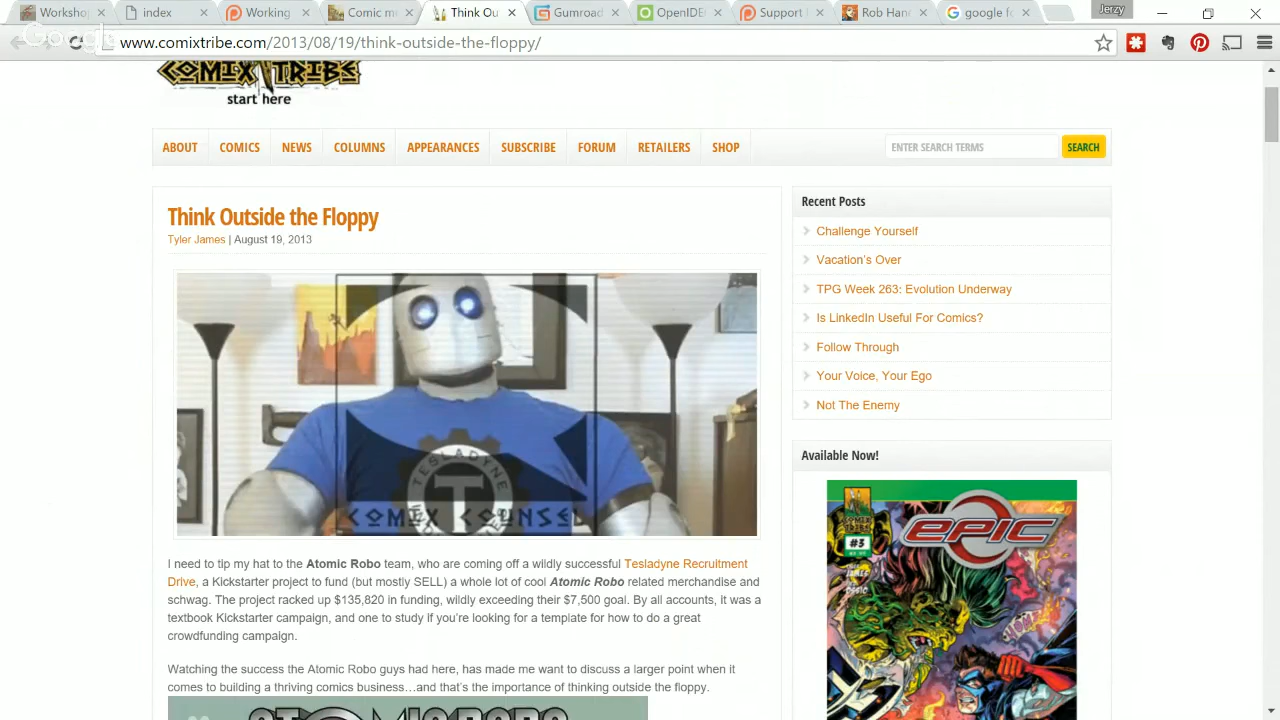 Workshop
index
Working
Comic m
Think Ou
Gumroad
OpenIDE
Support
Rob Han
google fo
Jerzy
Google
www.comixtribe.com/2013/08/19/think-outside-the-floppy/
COMIX TRIBE
start here
ABOUT COMICS NEWS COLUMNS APPEARANCES SUBSCRIBE FORUM RETAILERS SHOP
ENTER SEARCH TERMS
SEARCH
Think Outside the Floppy
Tyler James | August 19, 2013
TESLADYNE
T
COMIX COUNSEL
I need to tip my hat to the Atomic Robo team, who are coming off a wildly successful Tesladyne Recruitment
Drive, a Kickstarter project to fund (but mostly SELL) a whole lot of cool Atomic Robo related merchandise and
schwag. The project racked up $135,820 in funding, wildly exceeding their $7,500 goal. By all accounts, it was a
textbook Kickstarter campaign, and one to study if you're looking for a template for how to do a great
crowdfunding campaign.
Watching the success the Atomic Robo guys had here, has made me want to discuss a larger point when it
comes to building a thriving comics business…and that's the importance of thinking outside the floppy.
ATOMIC ROBO
Recent Posts
Challenge Yourself
Vacation's Over
TPG Week 263: Evolution Underway
Is LinkedIn Useful For Comics?
Follow Through
Your Voice, Your Ego
Not The Enemy
Available Now!
#3
EPIC